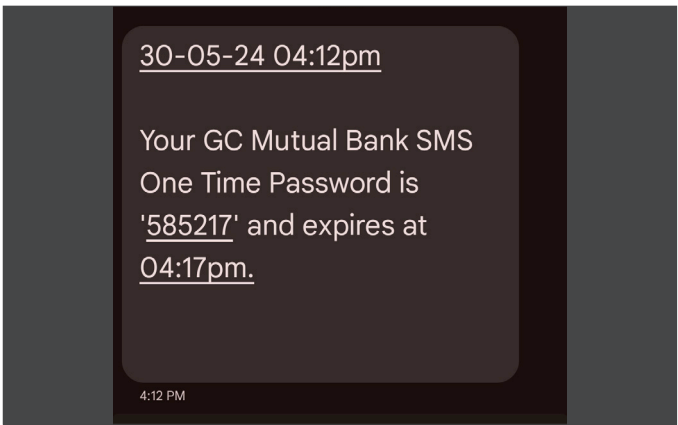 30-05-24 04:12pm
Your GC Mutual Bank SMS
One Time Password is
'585217' and expires at
04:17pm.
4:12 PM